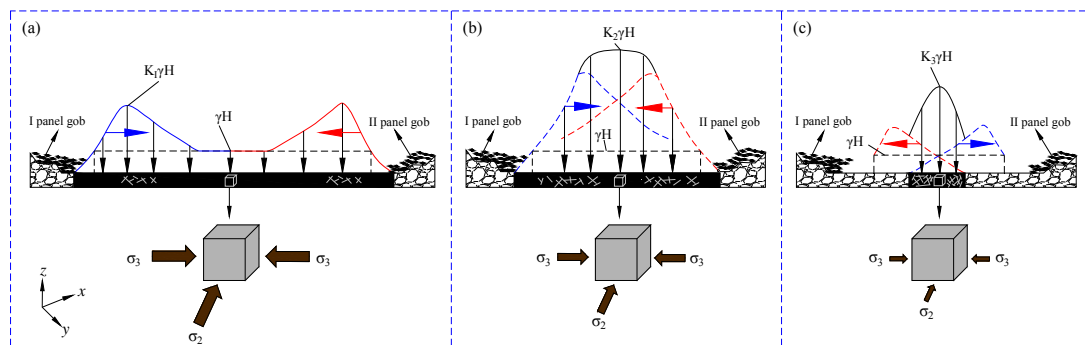 (a)
K₁γH
γH
I panel gob
II panel gob
σ₃
σ₃
σ₂
z
x
y
(b)
K₂γH
γH
I panel gob
II panel gob
σ₃
σ₃
σ₂
(c)
K₃γH
γH
I panel gob
II panel gob
σ₃
σ₃
σ₂